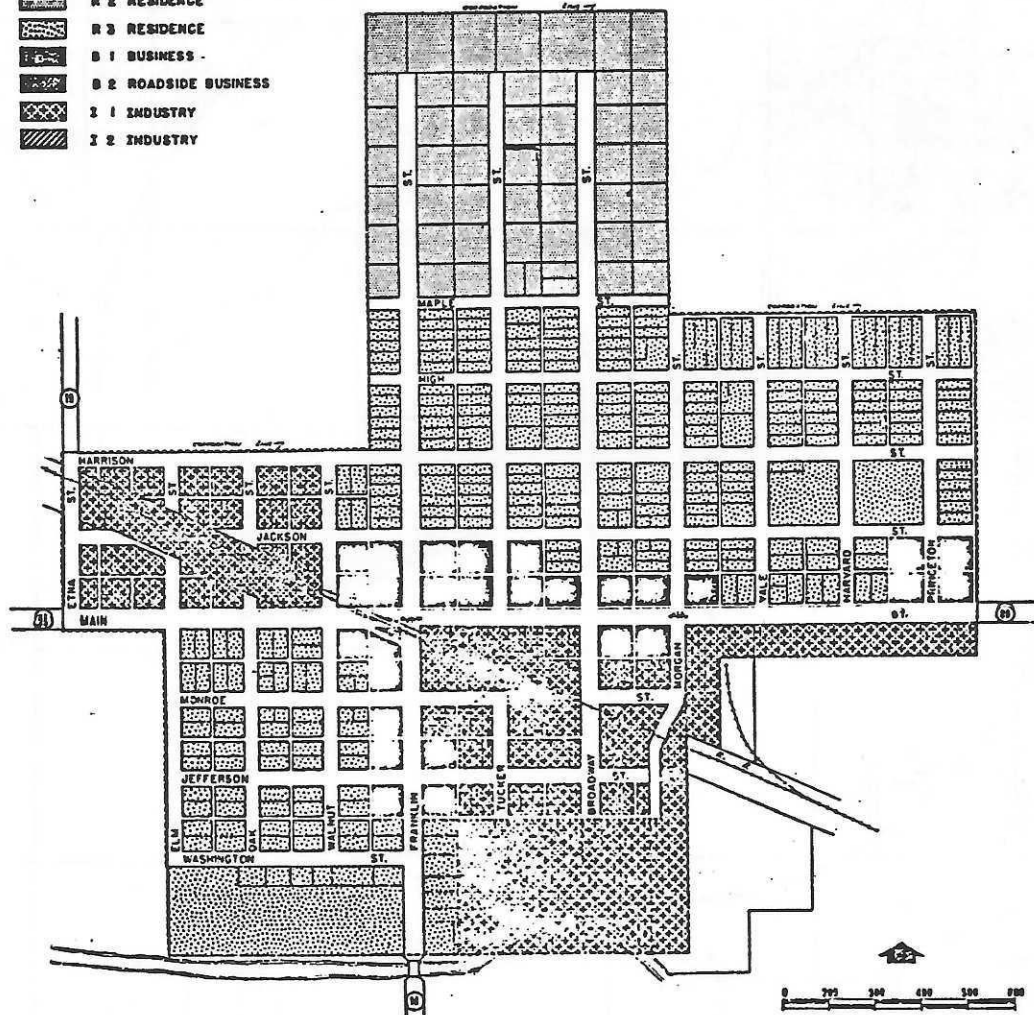 R 2 RESIDENCE
R 3 RESIDENCE
B 1 BUSINESS
B 2 ROADSIDE BUSINESS
I 1 INDUSTRY
I 2 INDUSTRY
ST.
ST.
ST.
MAPLE ST.
ST.
ST.
ST.
ST.
HIGH ST.
HARRISON ST.
ST.
ST.
ST.
ST.
JACKSON ST.
ETNA
YALE
HARVARD
PRINCETON
MAIN ST.
MORGAN
MONROE ST.
JEFFERSON ST.
TUCKER
BROADWAY
ELM
OAK
WALNUT
FRANKLIN
WASHINGTON ST.
0